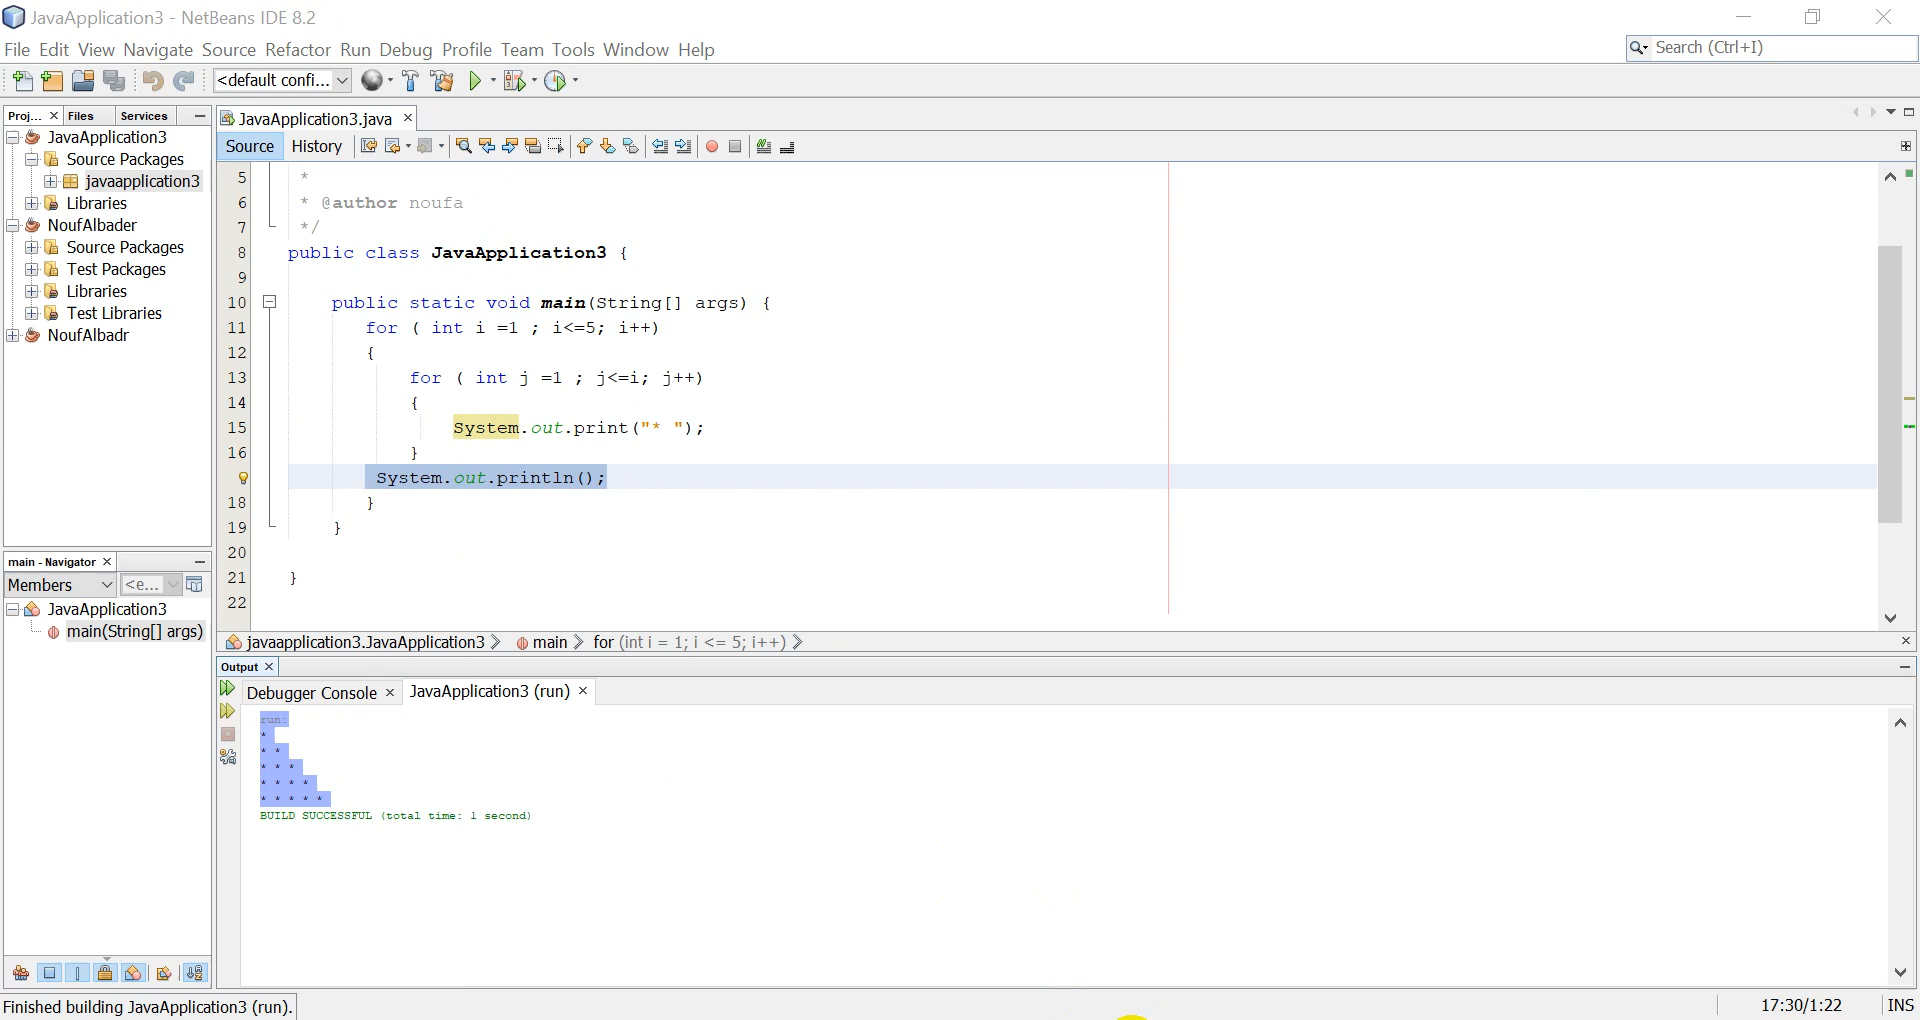 JavaApplication3 - NetBeans IDE 8.2
File Edit View Navigate Source Refactor Run Debug Profile Team Tools Window Help
Search (Ctrl+I)
<default confi...
Proj... Files Services
JavaApplication3
Source Packages
javaapplication3
Libraries
NoufAlbader
Source Packages
Test Packages
Libraries
Test Libraries
NoufAlbadr
JavaApplication3.java
Source History
5 *
6 * @author noufa
7 */
8 public class JavaApplication3 {
9
10 public static void main(String[] args) {
11 for ( int i =1 ; i<=5; i++)
12 {
13 for ( int j =1 ; j<=i; j++)
14 {
15 System.out.print("* ");
16 }
System.out.println();
18 }
19 }
20
21 }
22
javaapplication3.JavaApplication3 main for (int i = 1; i <= 5; i++)
main - Navigator
Members <e...
JavaApplication3
main(String[] args)
Output
Debugger Console JavaApplication3 (run)
run:
*
* *
* * *
* * * *
* * * * *
BUILD SUCCESSFUL (total time: 1 second)
Finished building JavaApplication3 (run).
17:30/1:22 INS